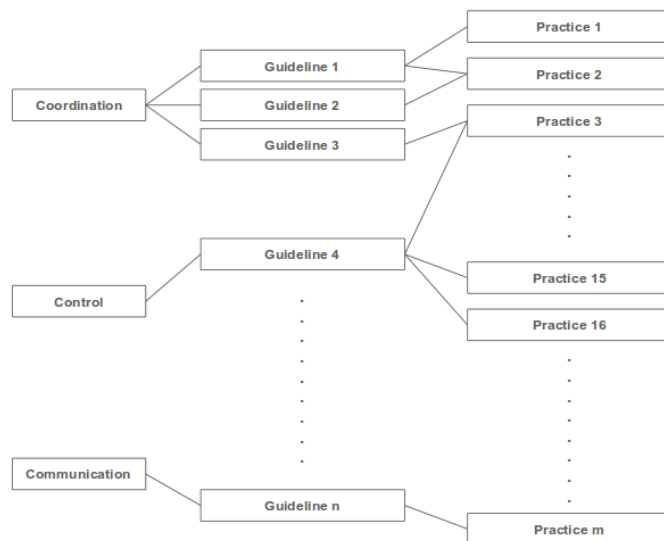 Practice 1
Guideline 1
Practice 2
Coordination
Guideline 2
Practice 3
Guideline 3
Guideline 4
Practice 15
Control
Practice 16
Communication
Guideline n
Practice m